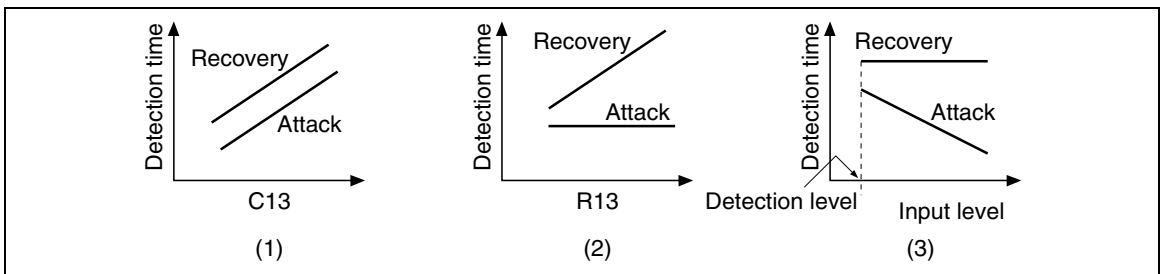 Detection time
Recovery
Attack
C13
(1)
Detection time
Recovery
Attack
R13
(2)
Detection time
Recovery
Attack
Detection level
Input level
(3)